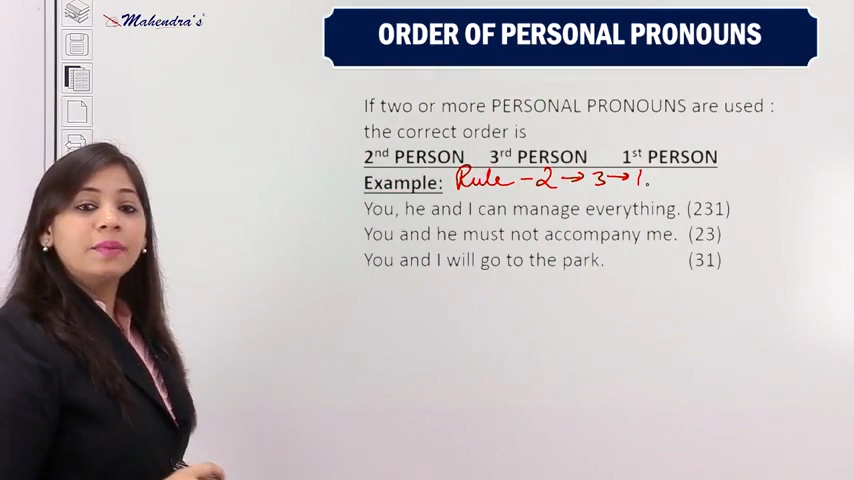 Mahendra's
ORDER OF PERSONAL PRONOUNS
If two or more PERSONAL PRONOUNS are used :
the correct order is
2nd PERSON 3rd PERSON 1st PERSON
Example: Rule - 2 → 3 → 1.
You, he and I can manage everything. (231)
You and he must not accompany me. (23)
You and I will go to the park. (31)